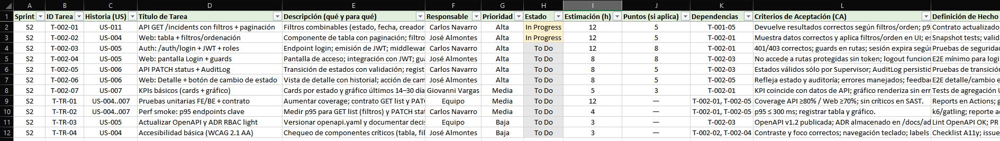 A B C D E F G H I J K L
1 Sprint ID Tarea Historia (US) Título de Tarea Descripción (qué y para qué) Responsable Prioridad Estado Estimación (h) Puntos (si aplica) Dependencias Criterios de Aceptación (CA) Definición de Hecho
2 S2 T-002-01 US-011 API GET /incidents con filtros + paginación Filtros combinables (estado, fecha, creador Carlos Navarro Alta In Progress 12 5 T-001-05 Devuelve resultados correctos según filtros/orden; p9 Contrato actualizado
3 S2 T-002-02 US-004 Web: tabla + filtros/ordenación Componente de tabla con paginación; filtro José Almontes Alta In Progress 12 5 T-002-01 Muestra datos correctos y aplica filtros/orden en UI; es Snapshot tests; valid
4 S2 T-002-03 US-005 Auth: /auth/login + JWT + roles Endpoint login; emisión de JWT; middlewar Carlos Navarro Alta To Do 12 8 T-002-01 401/403 correctos; guards en rutas; sesión expira según Pruebas de seguridad
5 S2 T-002-04 US-005 Web: pantalla Login + guards Pantalla de acceso; integración con JWT; gua José Almontes Alta To Do 8 8 T-002-03 No accede a rutas protegidas sin token; logout funcion E2E mínimo para logi
6 S2 T-002-05 US-006 API PATCH status + AuditLog Transición de estados con validación; regist Carlos Navarro Alta To Do 8 5 T-002-03 Estados válidos sólo por Supervisor; AuditLog persistid Pruebas de transición
7 S2 T-002-06 US-006 Web: Detalle + botón de cambio de estado Vista de detalle con historial; acción de cam José Almontes Alta To Do 8 5 T-002-05 Refleja estado y auditoría; errores manejados; feedba E2E detalle/cambio e
8 S2 T-002-07 US-007 KPIs básicos (cards + gráfico) Cards por estado y gráfico últimos 14–30 día Giovanni Vargas Media To Do 5 3 T-002-01 KPI coincide con datos de API; gráfico renderiza sin err Tests de agregación U
9 S2 T-TR-01 US-004..007 Pruebas unitarias FE/BE + contrato Aumentar coverage; contrato GET list y PAT Equipo Media To Do 12 — T-002-01, T-002-05 Coverage API ≥80% / Web ≥70%; sin críticos en SAST. Reports en Actions; g
10 S2 T-TR-02 US-004..007 Perf smoke: p95 endpoints clave Medir p95 para GET list (filtros) y PATCH stat Carlos Navarro Media To Do 4 — T-002-01, T-002-05 p95 ≤ 300 ms; registrar tabla y gráfico. k6/gatling; reporte a
11 S2 T-TR-03 US-005 Actualizar OpenAPI y ADR RBAC light Versionar openapi.yaml y documentar decis Equipo Baja To Do 3 — T-002-03 OpenAPI v1.2 publicada; ADR almacenado en /docs/ad Lint OpenAPI OK; PR
12 S2 T-TR-04 US-004 Accesibilidad básica (WCAG 2.1 AA) Chequeo de componentes críticos (tabla, fil José Almontes Baja To Do 3 — T-002-02, T-002-04 Contraste y foco correctos; navegación teclado; labels Checklist A11y; issue